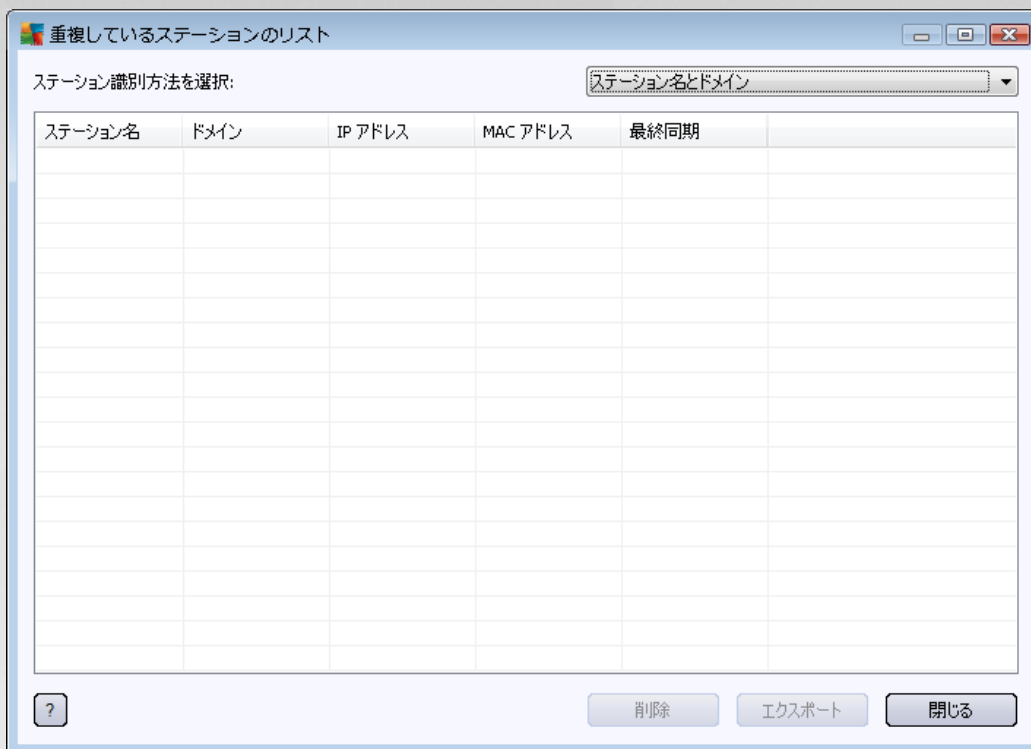 重複しているステーションのリスト
ステーション識別方法を選択:
ステーション名とドメイン
ステーション名 ドメイン IP アドレス MAC アドレス 最終同期
? 削除 エクスポート 閉じる